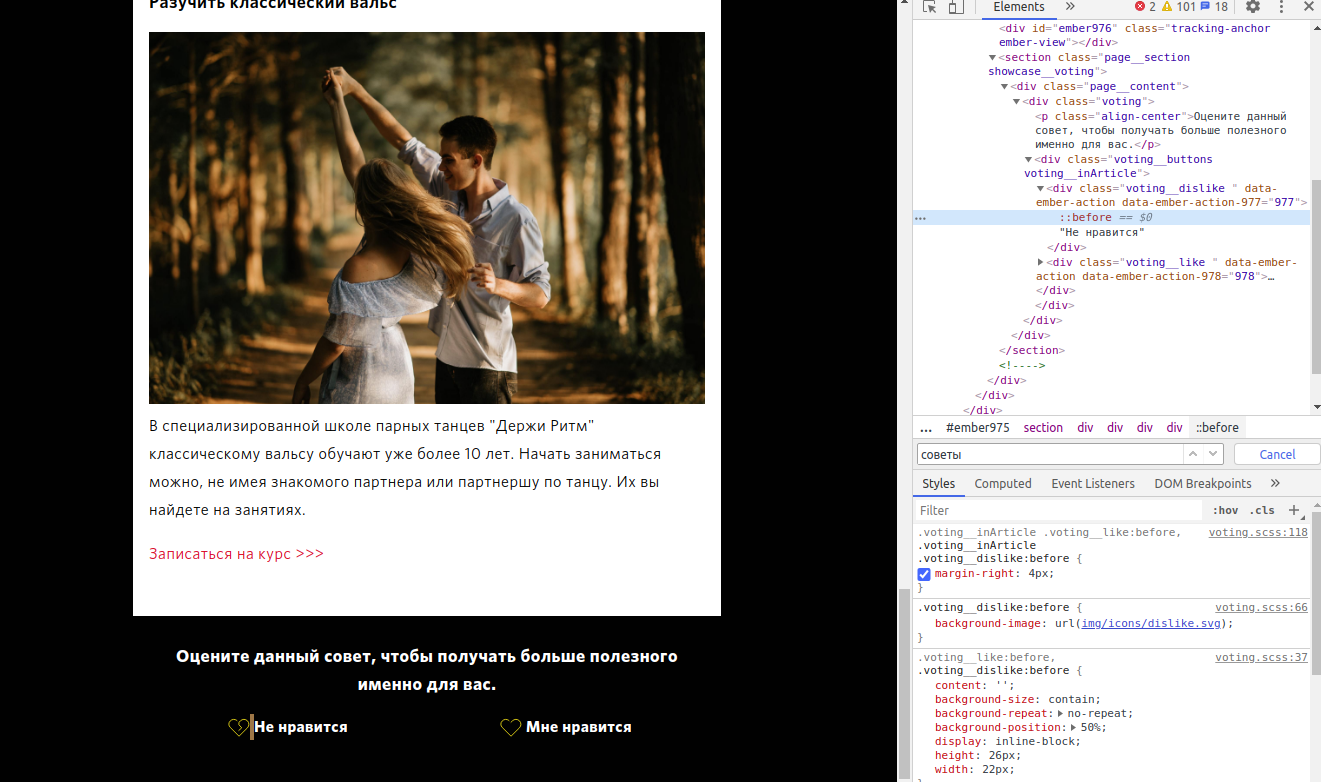 Разучить классический вальс
В специализированной школе парных танцев "Держи Ритм"
классическому вальсу обучают уже более 10 лет. Начать заниматься
можно, не имея знакомого партнера или партнершу по танцу. Их вы
найдете на занятиях.
Записаться на курс >>>
Оцените данный совет, чтобы получать больше полезного
именно для вас.
Не нравится
Мне нравится
Elements » 2 101 18
<div id="ember976" class="tracking-anchor
ember-view"></div>
<section class="page__section
showcase__voting">
<div class="page__content">
<div class="voting">
<p class="align-center">Оцените данный
совет, чтобы получать больше полезного
именно для вас.</p>
<div class="voting__buttons
voting__inArticle">
<div class="voting__dislike " data-
ember-action data-ember-action-977="977">
... ::before == $0
"Не нравится"
</div>
<div class="voting__like " data-ember-
action data-ember-action-978="978">…
</div>
</div>
</div>
</div>
</section>
<!---->
</div>
</div>
</div>
... #ember975 section div div div div ::before
советы Cancel
Styles Computed Event Listeners DOM Breakpoints »
Filter :hov .cls +
.voting__inArticle .voting__like:before, voting.scss:118
.voting__inArticle
.voting__dislike:before {
margin-right: 4px;
}
.voting__dislike:before { voting.scss:66
background-image: url(img/icons/dislike.svg);
}
.voting__like:before, voting.scss:37
.voting__dislike:before {
content: '';
background-size: contain;
background-repeat: no-repeat;
background-position: 50%;
display: inline-block;
height: 26px;
width: 22px;